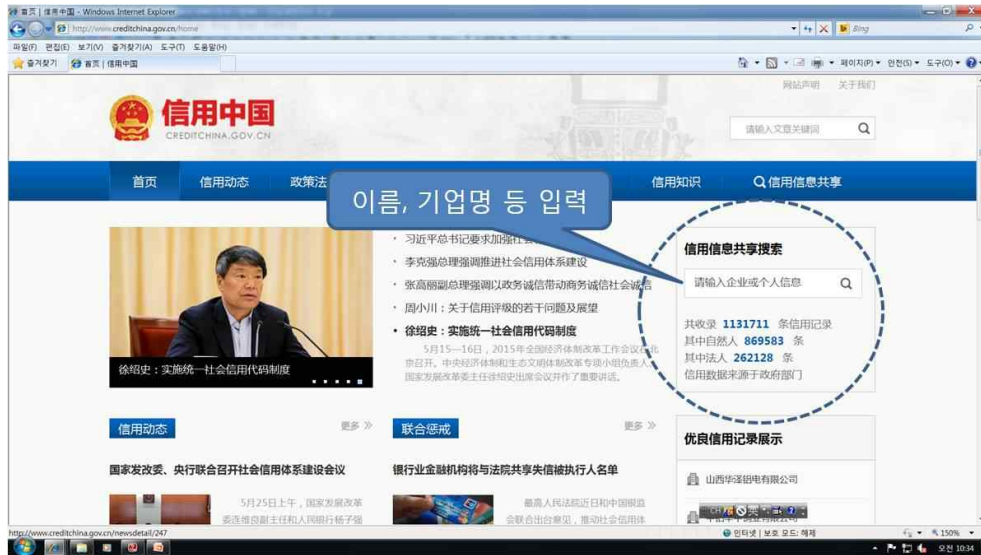 首页 | 信用中国 - Windows Internet Explorer
http://www.creditchina.gov.cn/home
Bing
파일(F) 편집(E) 보기(V) 즐겨찾기(A) 도구(T) 도움말(H)
즐겨찾기 首页 | 信用中国
페이지(P) 안전(S) 도구(O)
网站声明 关于我们
信用中国
CREDITCHINA.GOV.CN
请输入文章关键词
首页 信用动态 政策法 信用知识 信用信息共享
이름, 기업명 등 입력
· 习近平总书记要求加强社会
· 李克强总理强调推进社会信用体系建设
· 张高丽副总理强调以政务诚信带动商务诚信社会诚信
· 周小川：关于信用评级的若干问题及展望
· 徐绍史：实施统一社会信用代码制度
5月15—16日，2015年全国经济体制改革工作会议在北
京召开。中央经济体制和生态文明体制改革专项小组负责人、
国家发展改革委主任徐绍史出席会议并作了重要讲话。
徐绍史：实施统一社会信用代码制度
信用信息共享搜索
请输入企业或个人信息
共收录 1131711 条信用记录
其中自然人 869583 条
其中法人 262128 条
信用数据来源于政府部门
信用动态 更多 》
联合惩戒 更多 》
优良信用记录展示
国家发改委、央行联合召开社会信用体系建设会议
银行业金融机构将与法院共享失信被执行人名单
山西华泽铝电有限公司
5月25日上午，国家发展改革
委连维良副主任和人民银行杨子强
最高人民法院近日和中国银监
会联合出台意见，推动社会信用体
CH
http://www.creditchina.gov.cn/newsdetail/247
인터넷 | 보호 모드: 해제
150%
오전 10:34